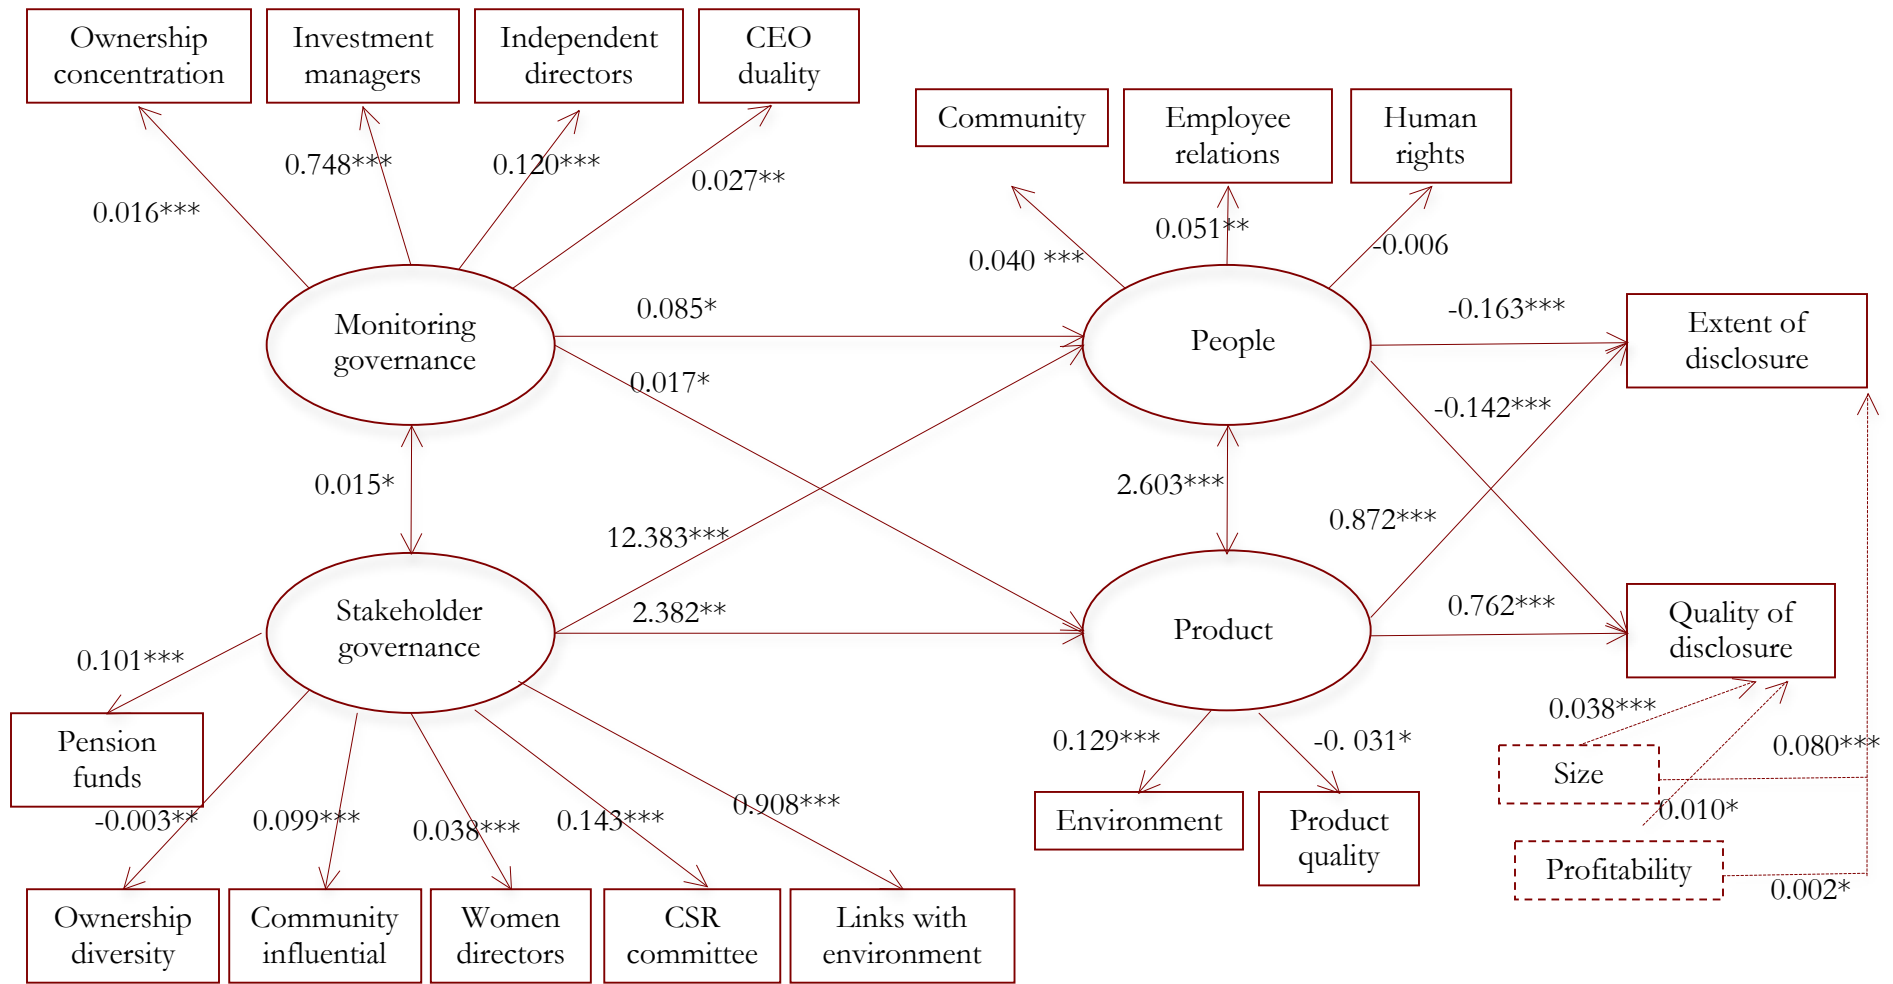 Ownership
concentration
Investment
managers
Independent
directors
CEO
duality
Community
Employee
relations
Human
rights
0.748***
0.120***
0.027**
0.016***
0.051**
0.040 ***
-0.006
Monitoring
governance
0.085*
People
-0.163***
Extent of
disclosure
0.017*
-0.142***
0.015*
2.603***
12.383***
0.872***
Stakeholder
governance
2.382**
Product
0.762***
Quality of
disclosure
0.101***
Pension
funds
0.129***
-0. 031*
0.038***
0.080***
Size
-0.003**
0.099***
0.038***
0.143***
0.908***
Environment
Product
quality
0.010*
Profitability
0.002*
Ownership
diversity
Community
influential
Women
directors
CSR
committee
Links with
environment